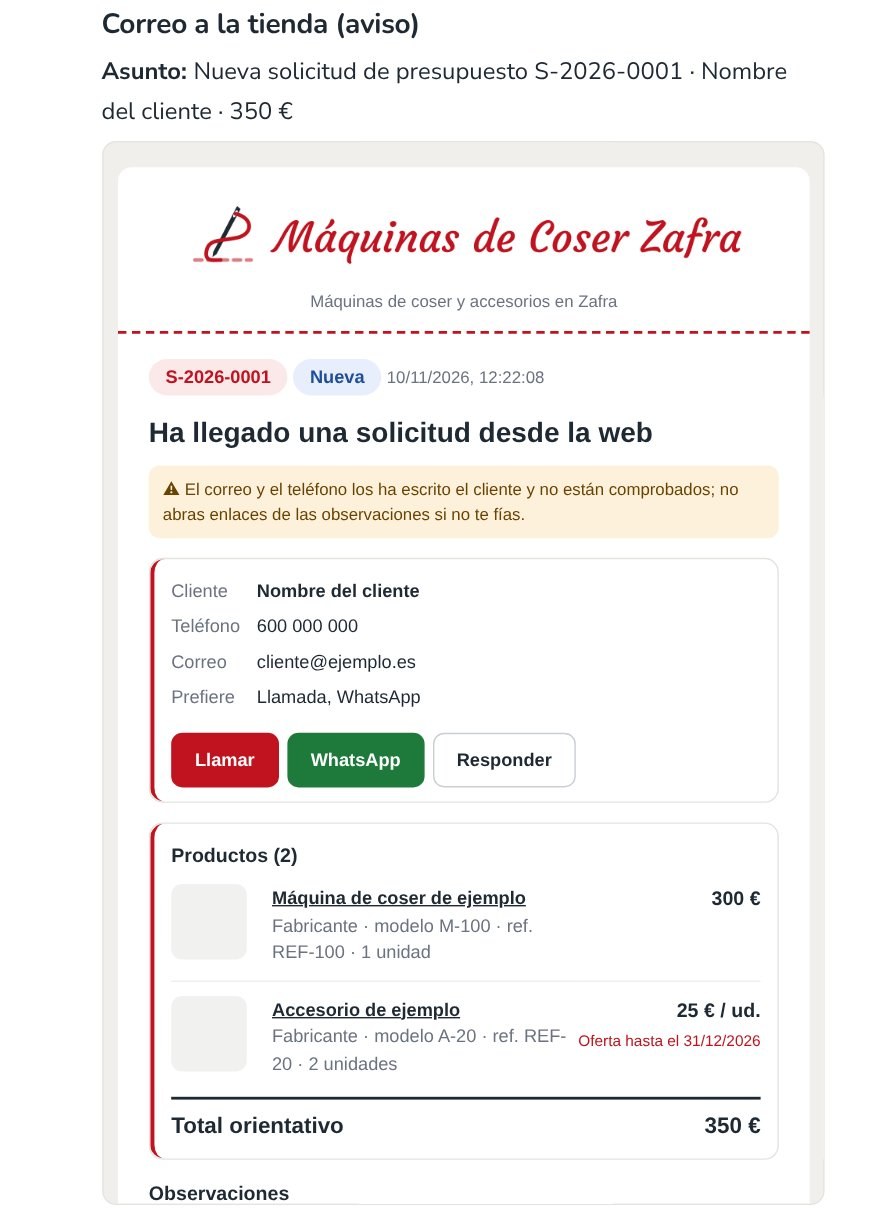 Correo a la tienda (aviso)
Asunto: Nueva solicitud de presupuesto S-2026-0001 · Nombre
del cliente · 350 €
Máquinas de Coser Zafra
Máquinas de coser y accesorios en Zafra
S-2026-0001 Nueva 10/11/2026, 12:22:08
Ha llegado una solicitud desde la web
⚠ El correo y el teléfono los ha escrito el cliente y no están comprobados; no
abras enlaces de las observaciones si no te fías.
Cliente Nombre del cliente
Teléfono 600 000 000
Correo cliente@ejemplo.es
Prefiere Llamada, WhatsApp
Llamar WhatsApp Responder
Productos (2)
Máquina de coser de ejemplo 300 €
Fabricante · modelo M-100 · ref.
REF-100 · 1 unidad
Accesorio de ejemplo 25 € / ud.
Fabricante · modelo A-20 · ref. REF- Oferta hasta el 31/12/2026
20 · 2 unidades
Total orientativo 350 €
Observaciones